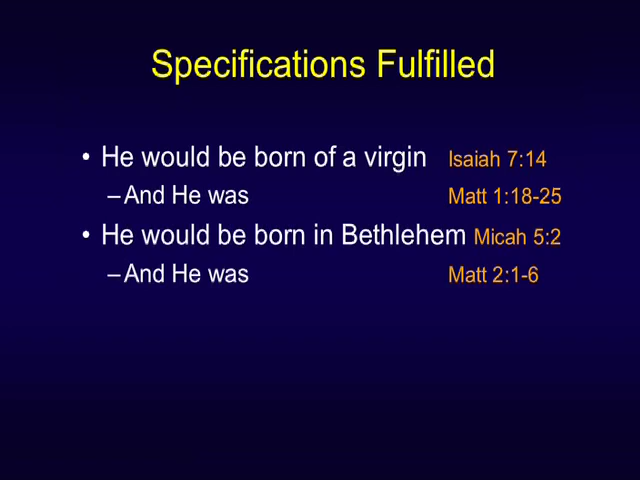 Specifications Fulfilled
• He would be born of a virgin Isaiah 7:14
–And He was Matt 1:18-25
• He would be born in Bethlehem Micah 5:2
–And He was Matt 2:1-6